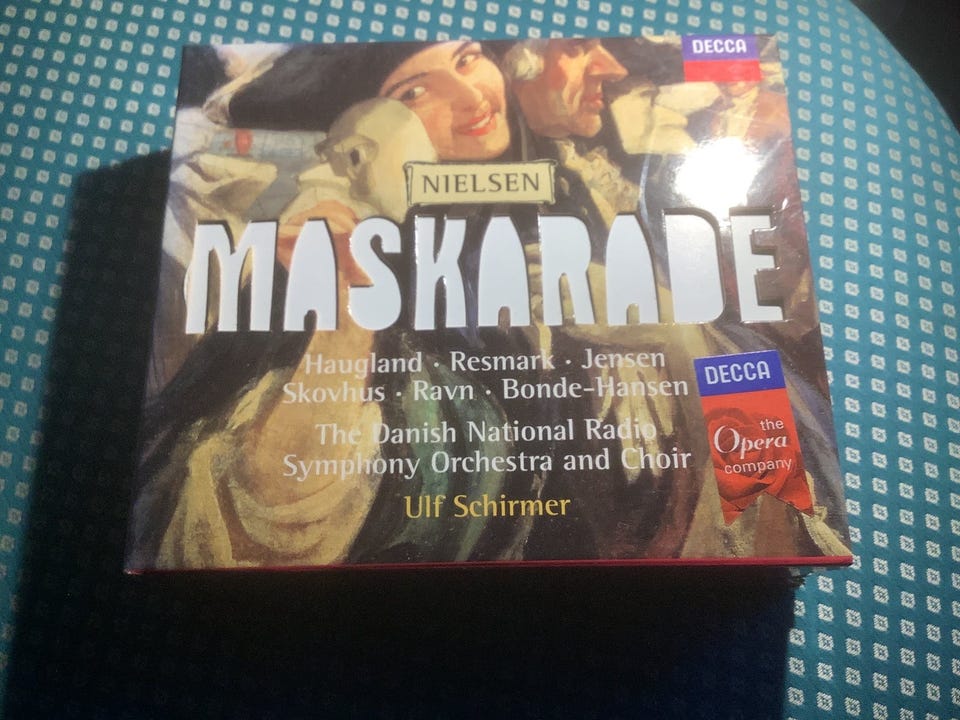 DECCA
NIELSEN
MASKARADE
Haugland · Resmark · Jensen
Skovhus · Ravn · Bonde-Hansen
The Danish National Radio
Symphony Orchestra and Choir
Ulf Schirmer
DECCA
the
Opera
company